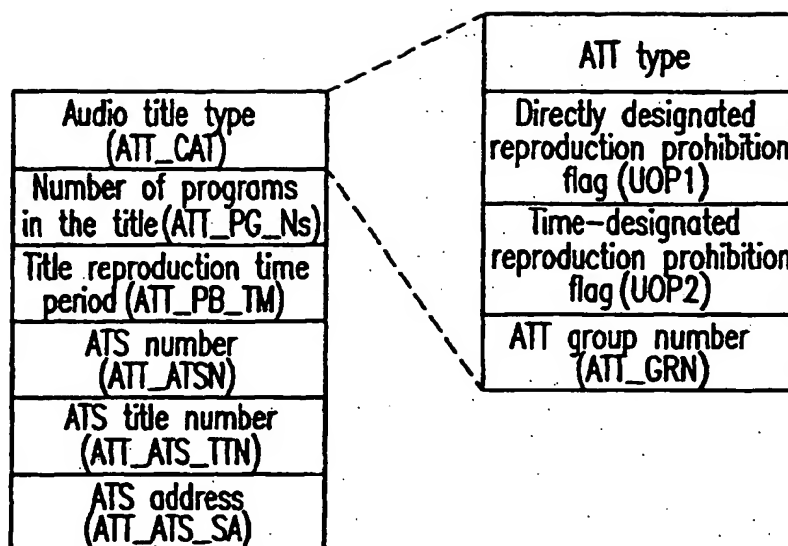 Audio title type
(ATT_CAT)
Number of programs
in the title (ATT_PG_Ns)
Title reproduction time
period (ATT_PB_TM)
ATS number
(ATT_ATSN)
ATS title number
(ATT_ATS_TTN)
ATS address
(ATT_ATS_SA)
ATT type
Directly designated
reproduction prohibition
flag (UOP1)
Time-designated
reproduction prohibition
flag (UOP2)
ATT group number
(ATT_GRN)